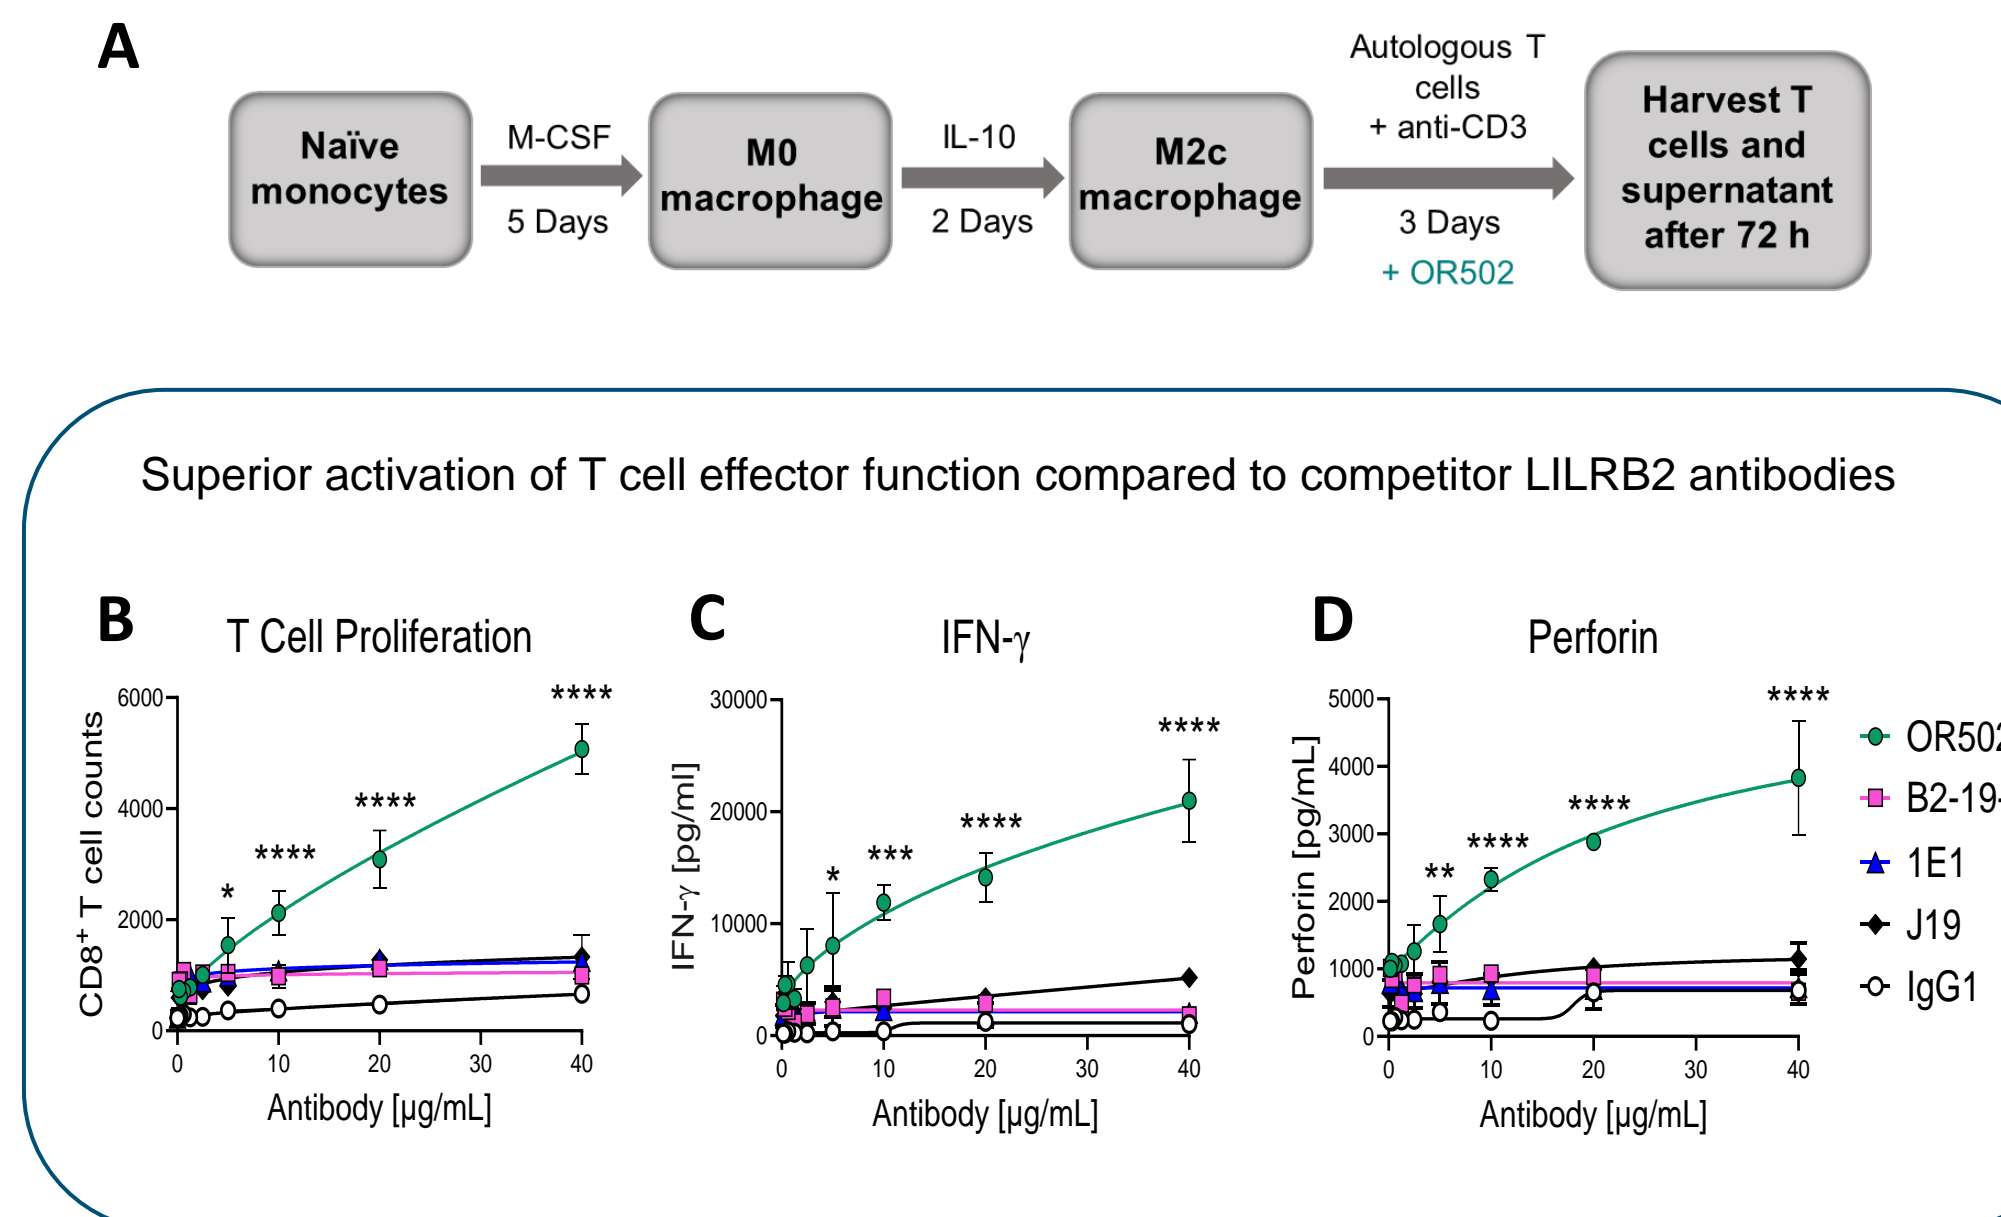 A
Naïve
monocytes
M-CSF
5 Days
M0
macrophage
IL-10
2 Days
M2c
macrophage
Autologous T
cells
+ anti-CD3
3 Days
+ OR502
Harvest T
cells and
supernatant
after 72 h
Superior activation of T cell effector function compared to competitor LILRB2 antibodies
B
T Cell Proliferation
CD8⁺ T cell counts
6000
4000
2000
0
*
****
****
****
0 10 20 30 40
Antibody [µg/mL]
C
IFN-γ
IFN-γ [pg/ml]
30000
20000
10000
0
*
***
****
****
0 10 20 30 40
Antibody [µg/mL]
D
Perforin
Perforin [pg/mL]
5000
4000
3000
2000
1000
0
**
****
****
****
0 10 20 30 40
Antibody [µg/mL]
OR502
B2-19-
1E1
J19
IgG1